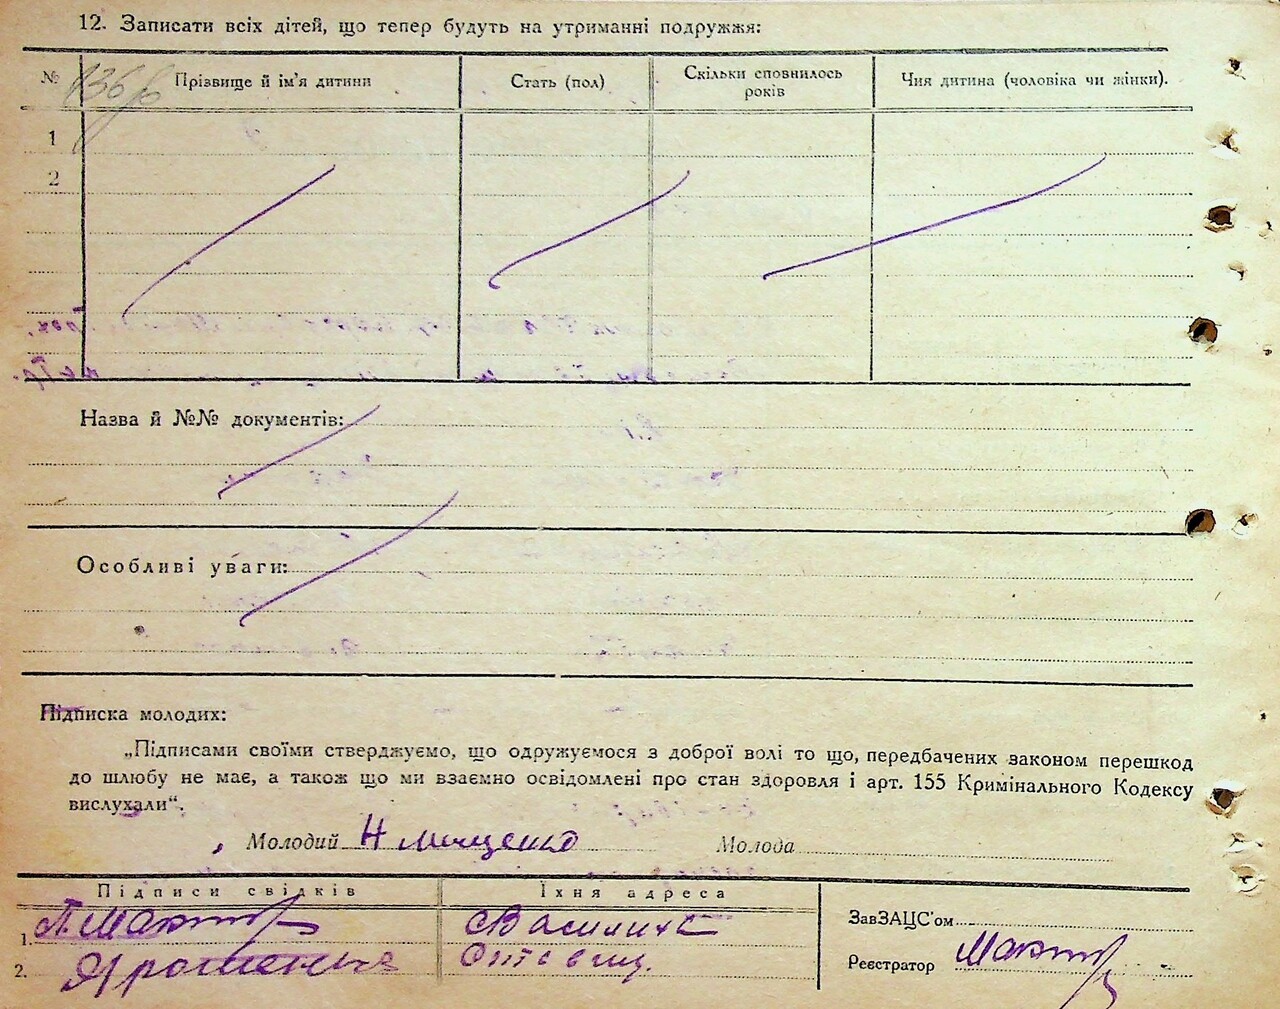 12. Записати всіх дітей, що тепер будуть на утриманні подружжя:
№ Прізвище й ім'я дитини Стать (пол) Скільки сповнилось років Чия дитина (чоловіка чи жінки).
1
2
Назва й №№ документів:
Особливі уваги:
Підписка молодих:
„Підписами своїми стверджуємо, що одружуємося з доброї волі то що, передбачених законом перешкод
до шлюбу не має, а також що ми взаємно освідомлені про стан здоровля і арт. 155 Кримінального Кодексу
вислухали“.
Молодий Н Мищенко Молода
Підписи свідків Їхня адреса
1.
2. Ярошенко
ЗавЗАЦС'ом
Реєстратор